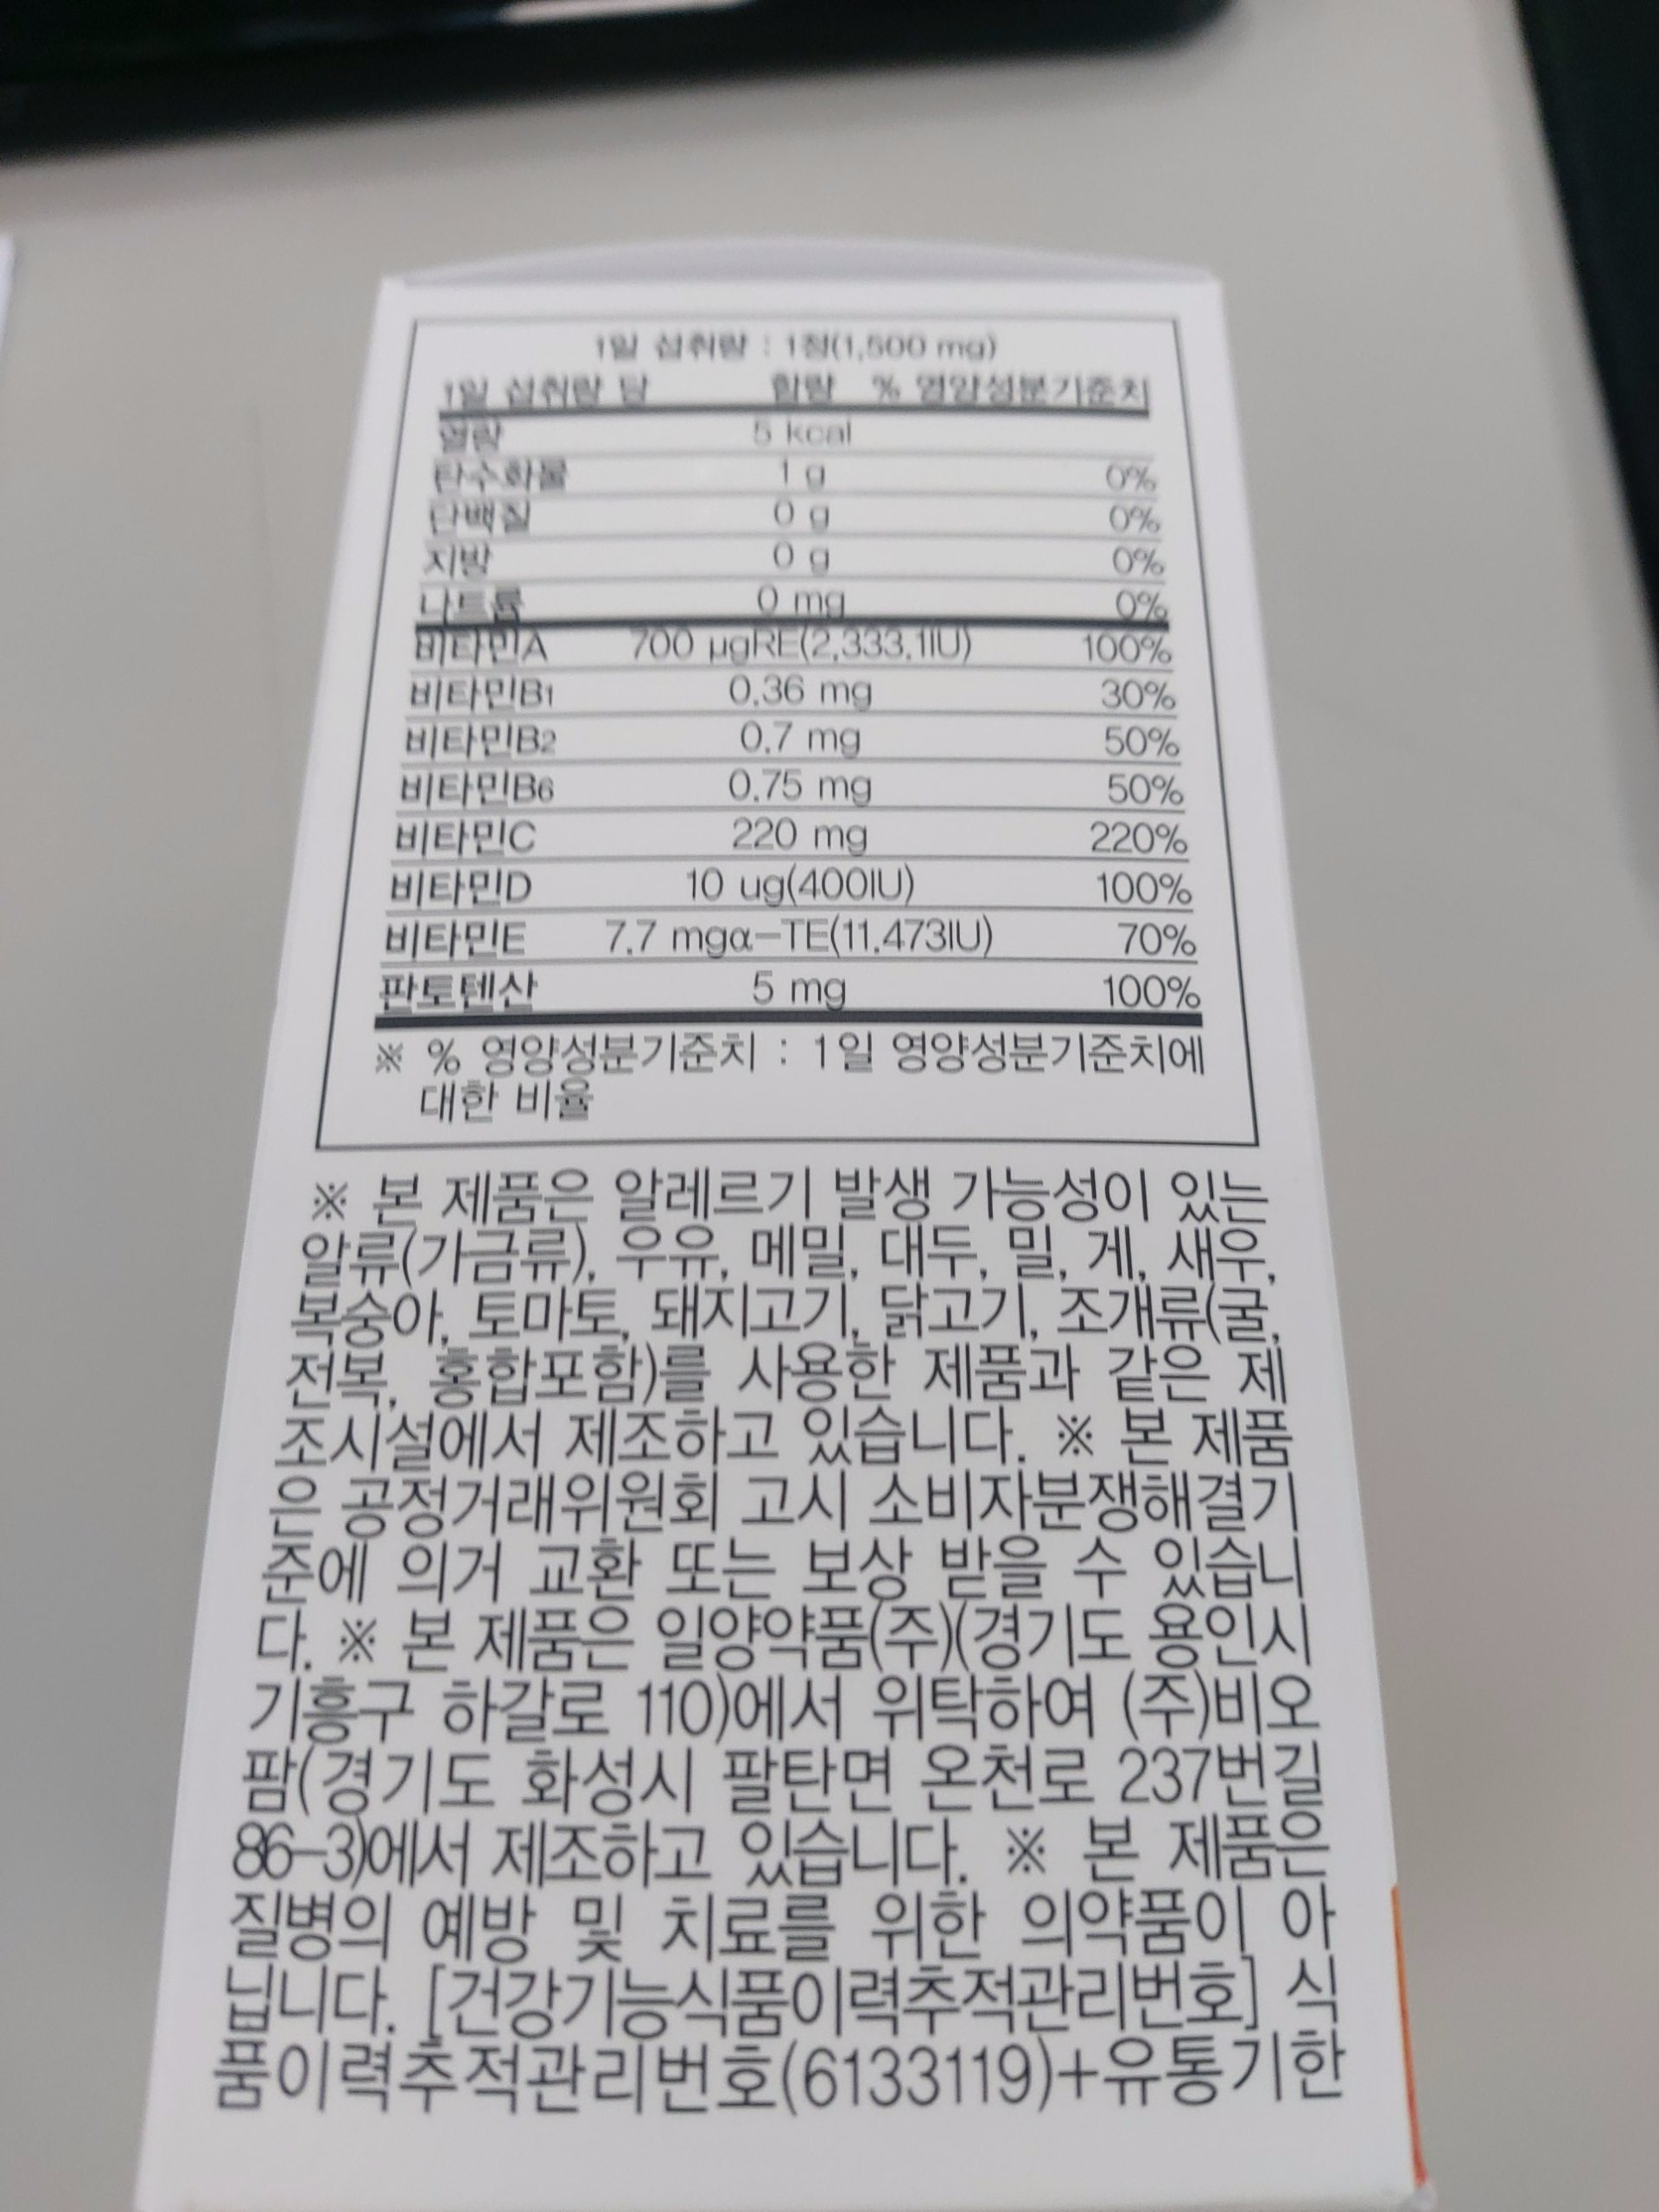 1일 섭취량 : 1정(1,500 mg)
1일 섭취량 당 함량 % 영양성분기준치
열량 5 kcal
탄수화물 1 g 0%
단백질 0 g 0%
지방 0 g 0%
나트륨 0 mg 0%
비타민A 700 μgRE(2,333.1IU) 100%
비타민B1 0.36 mg 30%
비타민B2 0.7 mg 50%
비타민B6 0.75 mg 50%
비타민C 220 mg 220%
비타민D 10 ug(400IU) 100%
비타민E 7.7 mgα-TE(11.473IU) 70%
판토텐산 5 mg 100%
※ % 영양성분기준치 : 1일 영양성분기준치에
대한 비율
※ 본 제품은 알레르기 발생 가능성이 있는
알류(가금류), 우유, 메밀, 대두, 밀, 게, 새우,
복숭아, 토마토, 돼지고기, 닭고기, 조개류(굴,
전복, 홍합포함)를 사용한 제품과 같은 제
조시설에서 제조하고 있습니다. ※ 본 제품
은 공정거래위원회 고시 소비자분쟁해결기
준에 의거 교환 또는 보상 받을 수 있습니
다. ※ 본 제품은 일양약품(주)(경기도 용인시
기흥구 하갈로 110)에서 위탁하여 (주)비오
팜(경기도 화성시 팔탄면 온천로 237번길
86-3)에서 제조하고 있습니다. ※ 본 제품은
질병의 예방 및 치료를 위한 의약품이 아
닙니다. [건강기능식품이력추적관리번호] 식
품이력추적관리번호(6133119)+유통기한